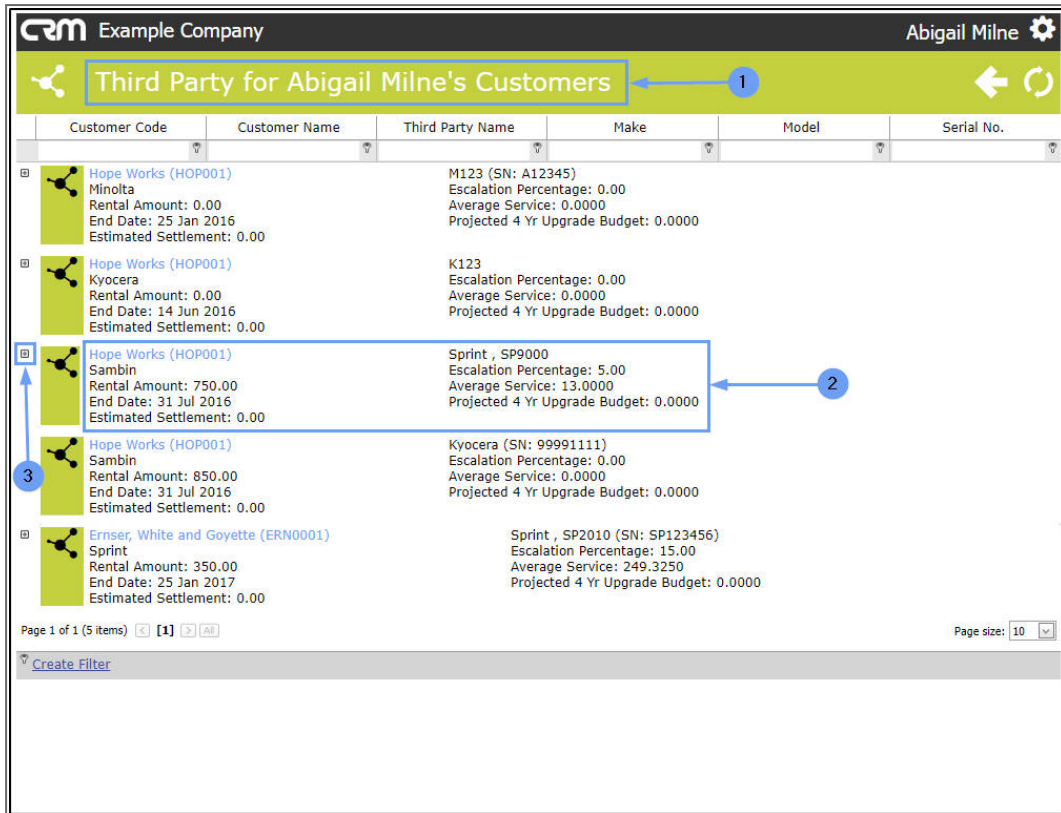 CRM Example Company Abigail Milne
Third Party for Abigail Milne's Customers 1
Customer Code Customer Name Third Party Name Make Model Serial No.
Hope Works (HOP001) M123 (SN: A12345)
Minolta Escalation Percentage: 0.00
Rental Amount: 0.00 Average Service: 0.0000
End Date: 25 Jan 2016 Projected 4 Yr Upgrade Budget: 0.0000
Estimated Settlement: 0.00
Hope Works (HOP001) K123
Kyocera Escalation Percentage: 0.00
Rental Amount: 0.00 Average Service: 0.0000
End Date: 14 Jun 2016 Projected 4 Yr Upgrade Budget: 0.0000
Estimated Settlement: 0.00
Hope Works (HOP001) Sprint , SP9000
Sambin Escalation Percentage: 5.00
Rental Amount: 750.00 Average Service: 13.0000 2
End Date: 31 Jul 2016 Projected 4 Yr Upgrade Budget: 0.0000
Estimated Settlement: 0.00
Hope Works (HOP001) Kyocera (SN: 99991111)
Sambin Escalation Percentage: 0.00
3 Rental Amount: 850.00 Average Service: 0.0000
End Date: 31 Jul 2016 Projected 4 Yr Upgrade Budget: 0.0000
Estimated Settlement: 0.00
Ernser, White and Goyette (ERN0001) Sprint , SP2010 (SN: SP123456)
Sprint Escalation Percentage: 15.00
Rental Amount: 350.00 Average Service: 249.3250
End Date: 25 Jan 2017 Projected 4 Yr Upgrade Budget: 0.0000
Estimated Settlement: 0.00
Page 1 of 1 (5 items) < [1] > All Page size: 10
Create Filter